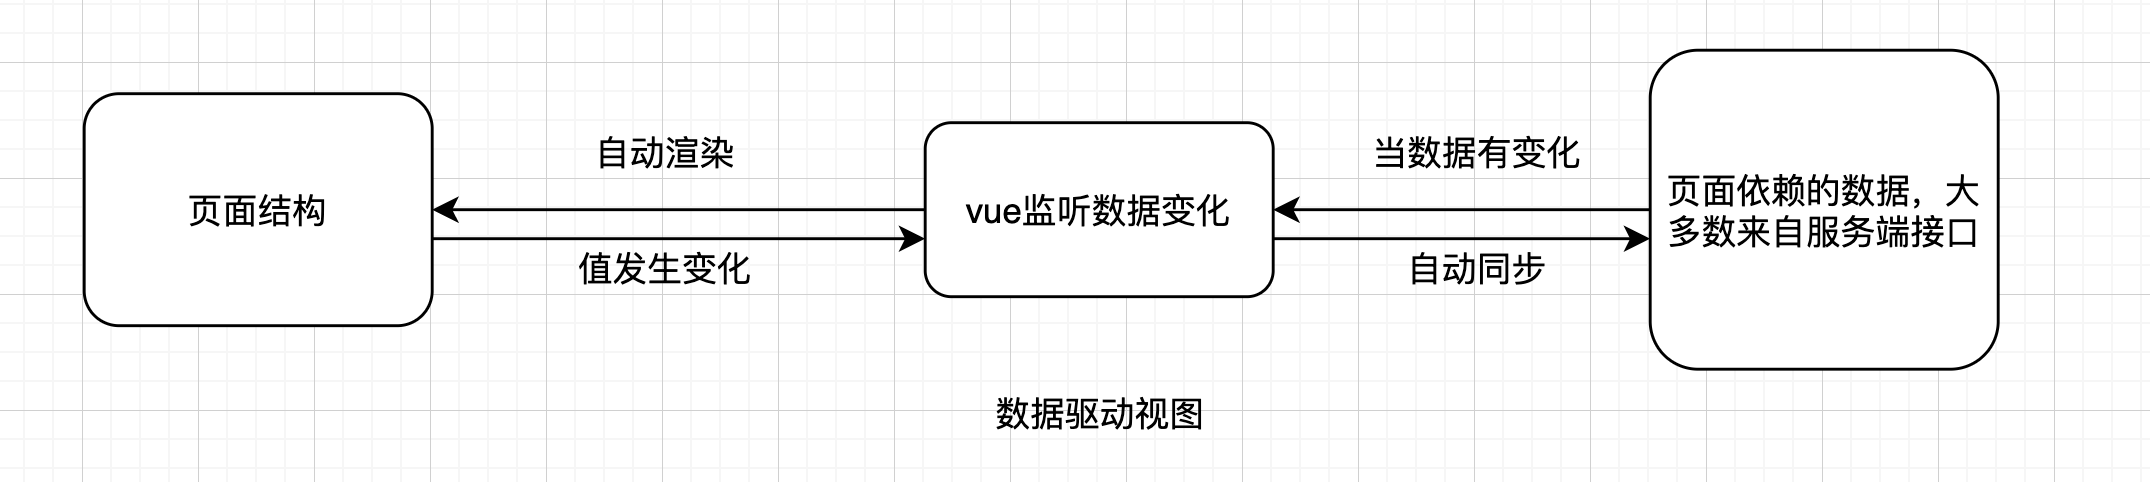 自动渲染
当数据有变化
页面结构
vue监听数据变化
页面依赖的数据，大
多数来自服务端接口
值发生变化
自动同步
数据驱动视图